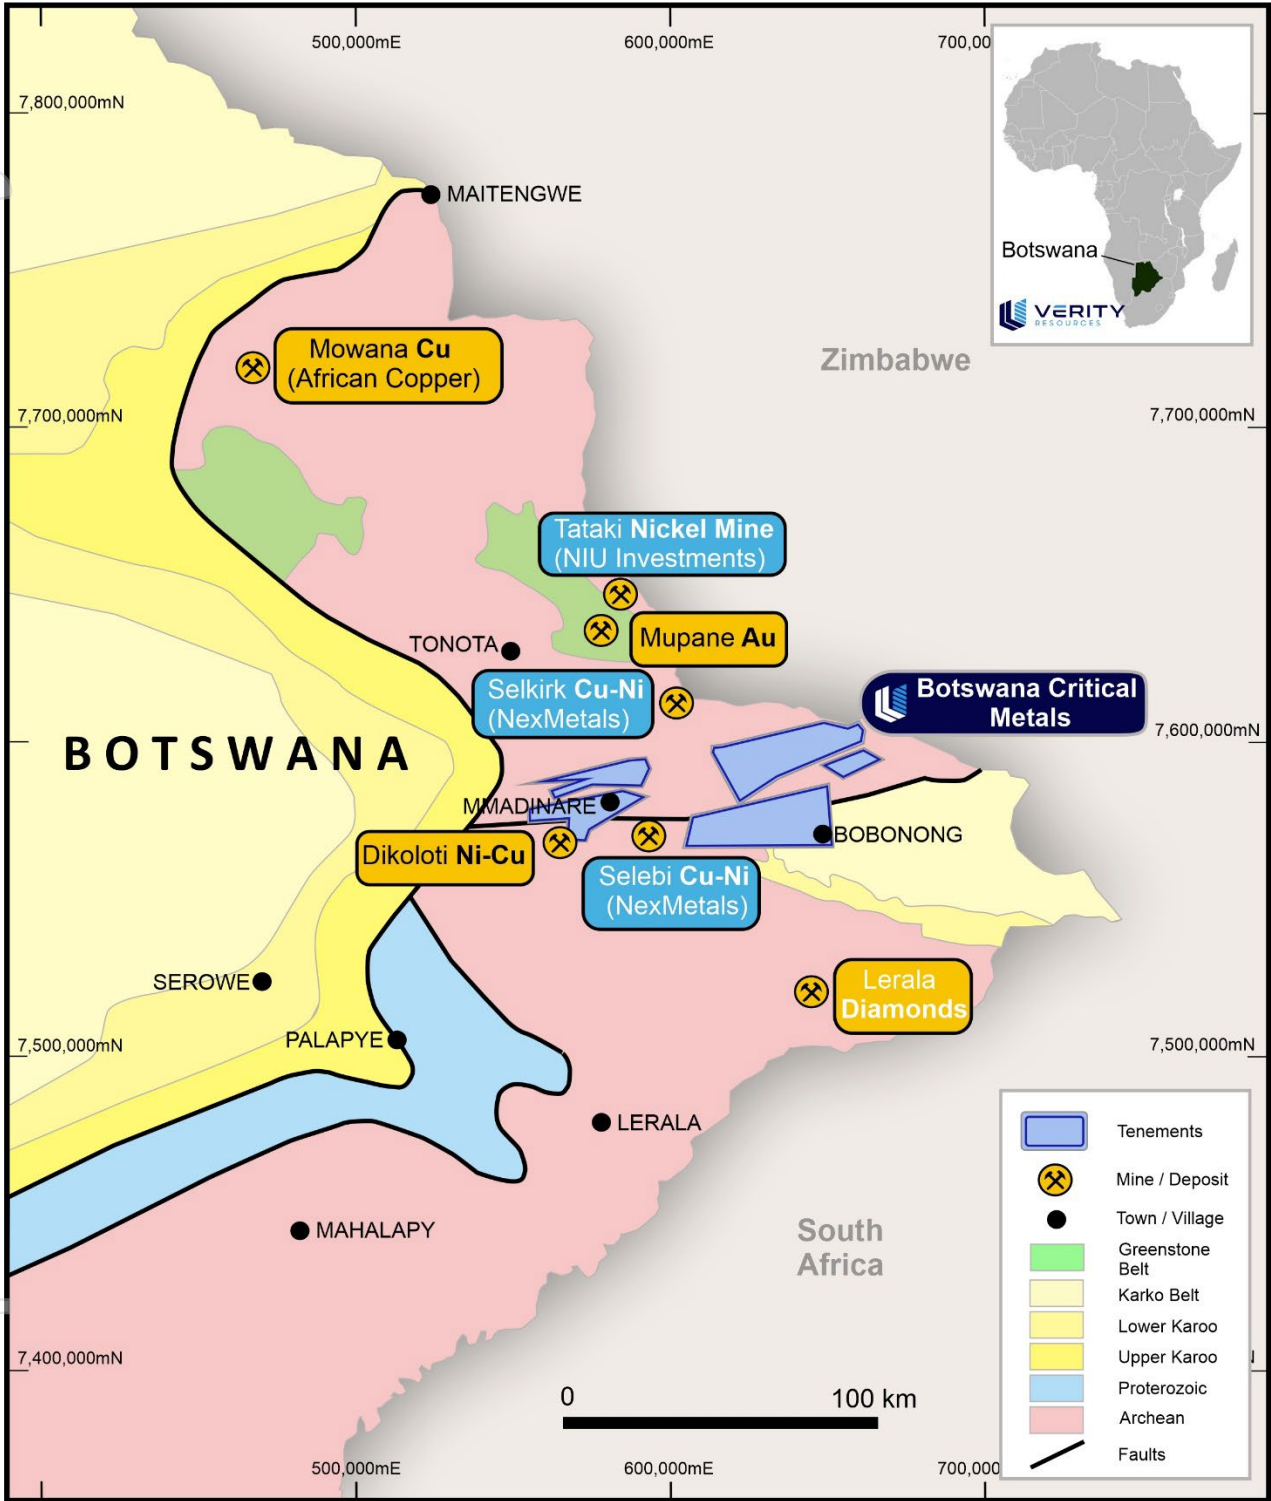 500,000mE
600,000mE
700,00
7,800,000mN
MAITENGWE
Botswana
VERITY
RESOURCES
Zimbabwe
Mowana Cu
(African Copper)
7,700,000mN
7,700,000mN
Tataki Nickel Mine
(NIU Investments)
Mupane Au
TONOTA
Selkirk Cu-Ni
(NexMetals)
Botswana Critical
Metals
7,600,000mN
BOTSWANA
MMADINARE
BOBONONG
Dikoloti Ni-Cu
Selebi Cu-Ni
(NexMetals)
SEROWE
Lerala
Diamonds
PALAPYE
7,500,000mN
7,500,000mN
LERALA
Tenements
Mine / Deposit
Town / Village
Greenstone
Belt
Karko Belt
Lower Karoo
Upper Karoo
Proterozoic
Archean
Faults
MAHALAPY
South
Africa
7,400,000mN
0
100 km
500,000mE
600,000mE
700,00